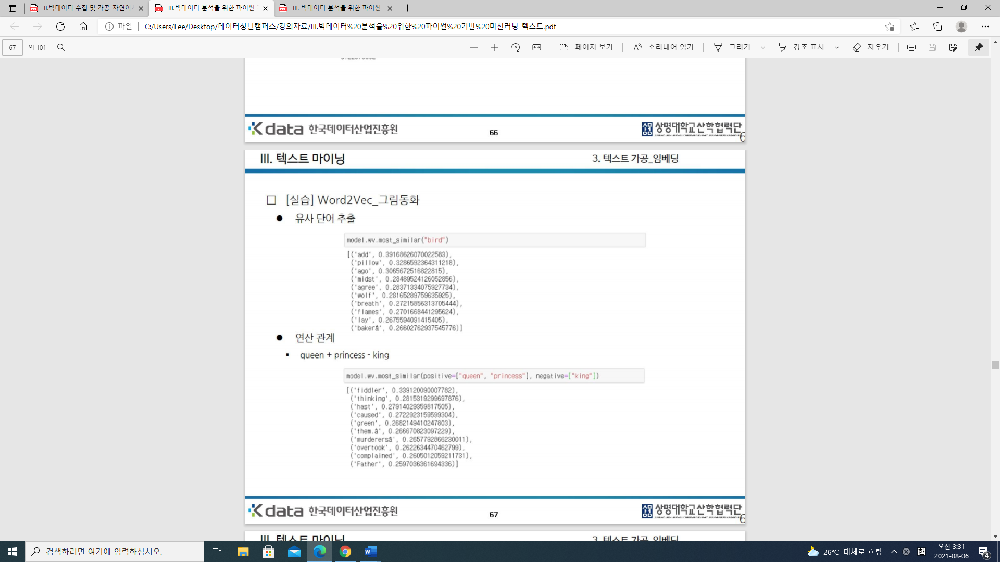 II.빅데이터 수집 및 가공_자연어
III.빅데이터 분석을 위한 파이썬
III. 빅데이터 분석을 위한 파이썬
파일
C:/Users/Lee/Desktop/데이터청년캠퍼스/강의자료/III.빅데이터%20분석을%20위한%20파이썬%20기반%20머신러닝_텍스트.pdf
67 의 101
페이지 보기
소리내어 읽기
그리기
강조 표시
지우기
Kdata 한국데이터산업진흥원
66
상명대학교산학협력단
6
III. 텍스트 마이닝
3. 텍스트 가공_임베딩
□ [실습] Word2Vec_그림동화
● 유사 단어 추출
model.wv.most_similar("bird")
[('add', 0.39168626070022583),
('pillow', 0.3286592364311218),
('ago', 0.3065672516822815),
('midst', 0.28469524126052856),
('agree', 0.28371334075927734),
('wolf', 0.28165289759635925),
('breath', 0.27215856313705444),
('flames', 0.2701668441295624),
('lay', 0.2675594091415405),
('bakerâ', 0.26602762937545776)]
● 연산 관계
▪ queen + princess - king
model.wv.most_similar(positive=["queen", "princess"], negative=["king"])
[('fiddler', 0.339120090007782),
('thinking', 0.2815319299697876),
('hast', 0.27914029359817505),
('caused', 0.2722923159599304),
('green', 0.2682149410247803),
('them.â', 0.266670823097229),
('murderersâ', 0.2657792866230011),
('overtook', 0.2622634470462799),
('complained', 0.2605012059211731),
('Father', 0.2597036361694336)]
Kdata 한국데이터산업진흥원
67
상명대학교산학협력단
6
III. 텍스트 마이닝
3. 텍스트 가공_임베딩
검색하려면 여기에 입력하십시오.
26°C 대체로 흐림
한
오전 3:31
2021-08-06
4